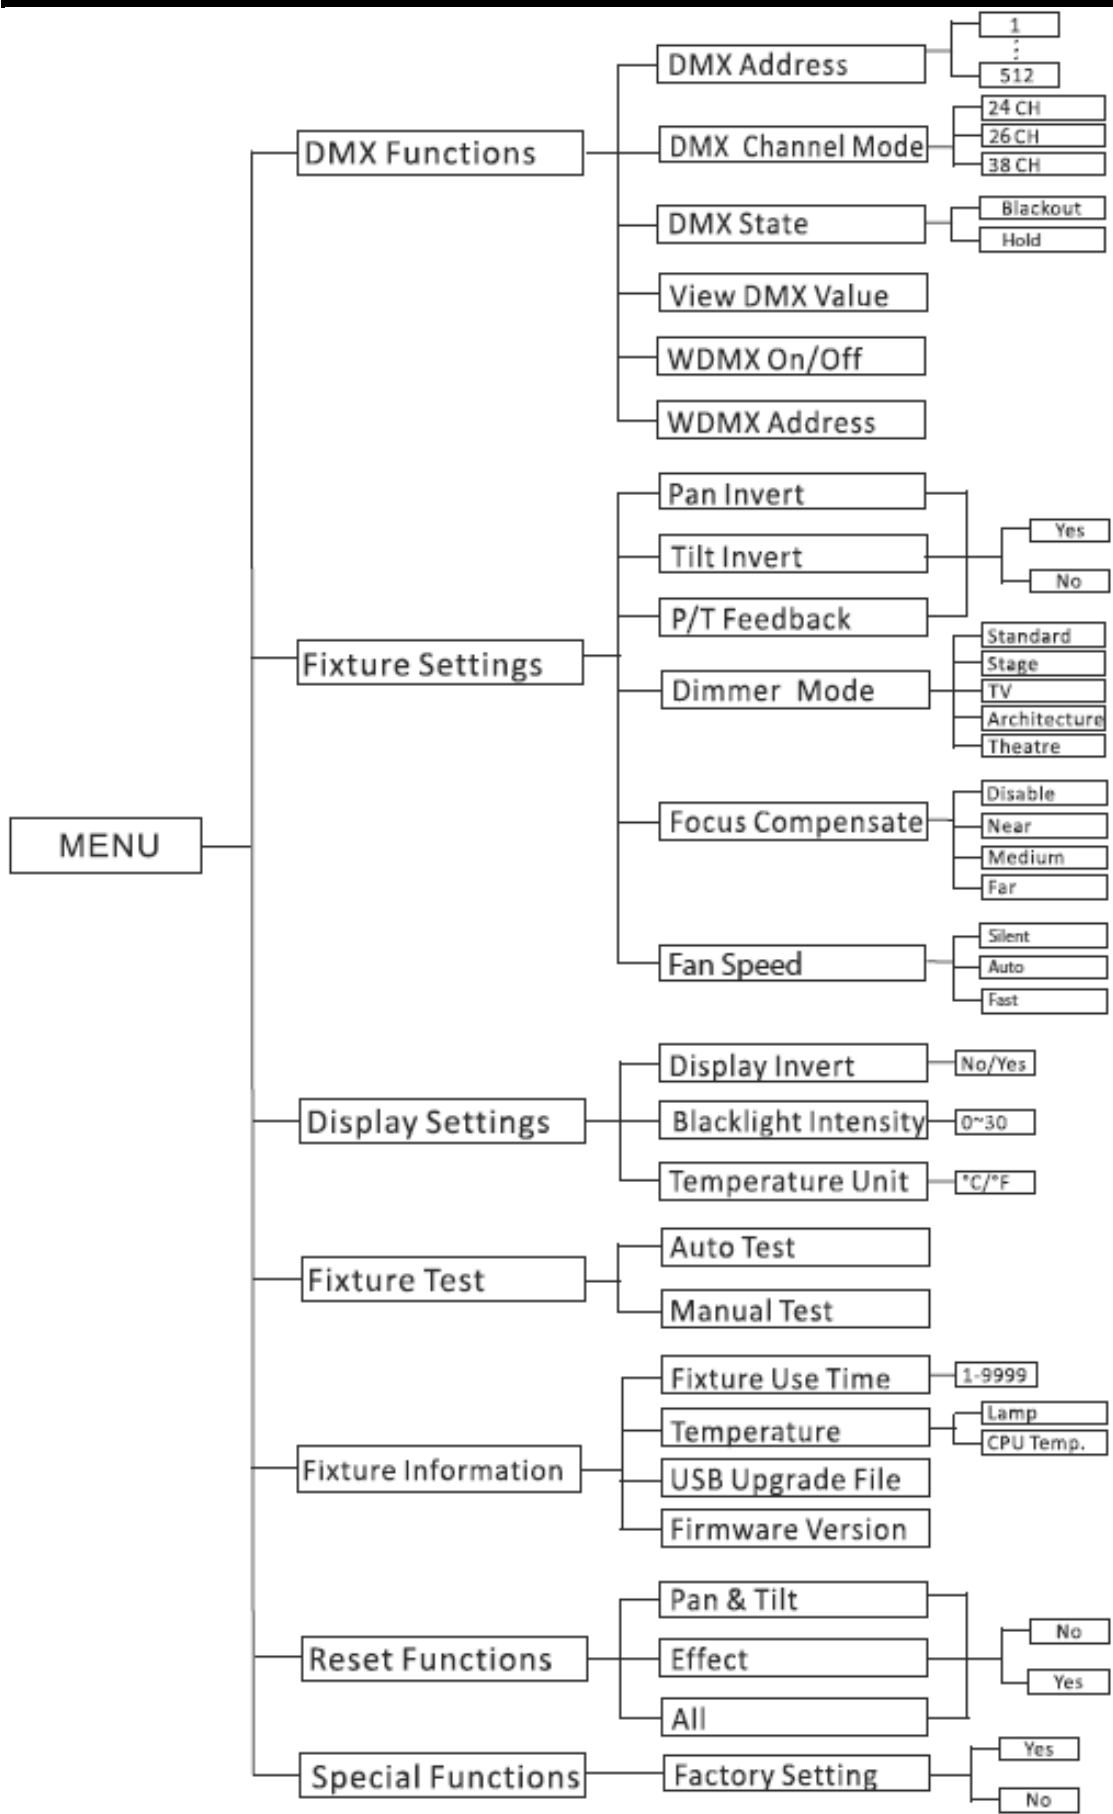 MENU
DMX Functions
DMX Address
1
512
DMX Channel Mode
24 CH
26 CH
38 CH
DMX State
Blackout
Hold
View DMX Value
WDMX On/Off
WDMX Address
Fixture Settings
Pan Invert
Tilt Invert
P/T Feedback
Yes
No
Dimmer Mode
Standard
Stage
TV
Architecture
Theatre
Focus Compensate
Disable
Near
Medium
Far
Fan Speed
Silent
Auto
Fast
Display Settings
Display Invert
No/Yes
Blacklight Intensity
0~30
Temperature Unit
°C/°F
Fixture Test
Auto Test
Manual Test
Fixture Information
Fixture Use Time
1-9999
Temperature
Lamp
CPU Temp.
USB Upgrade File
Firmware Version
Reset Functions
Pan & Tilt
Effect
All
No
Yes
Special Functions
Factory Setting
Yes
No